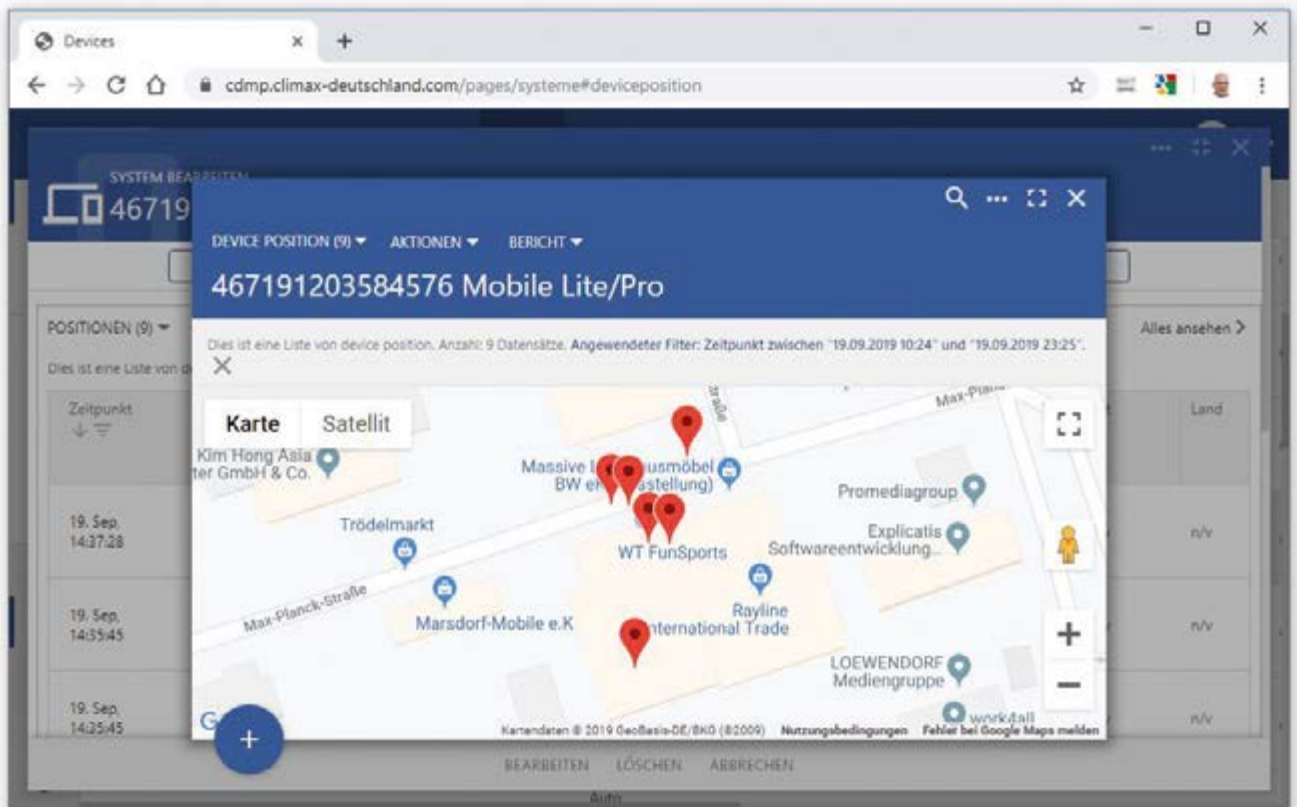 Devices
cdmp.climax-deutschland.com/pages/systeme#deviceposition
SYSTEM BEARBEITEN
46719
DEVICE POSITION (9)
AKTIONEN
BERICHT
467191203584576 Mobile Lite/Pro
POSITIONEN (9)
Alles ansehen
Dies ist eine Liste von device position. Anzahl: 9 Datensätze. Angewendeter Filter: Zeitpunkt zwischen "19.09.2019 10:24" und "19.09.2019 23:25".
Dies ist eine Liste von d
Zeitpunkt
Land
Karte
Satellit
Max-Planck
raße
Kim Hong Asia
ter GmbH & Co.
Massive L usmöbel
BW e stellung)
Promediagroup
19. Sep,
14:37:28
Trödelmarkt
Explicatis
Softwareentwicklung...
n/v
WT FunSports
Max-Planck-Straße
Marsdorf-Mobile e.K
Rayline
nternational Trade
19. Sep,
14:35:45
n/v
LOEWENDORF
Mediengruppe
19. Sep,
14:25:45
work4all
n/v
G
Kartendaten © 2019 GeoBasis-DE/BKG (©2009)
Nutzungsbedingungen
Fehler bei Google Maps melden
BEARBEITEN
LÖSCHEN
ABBRECHEN
Auto